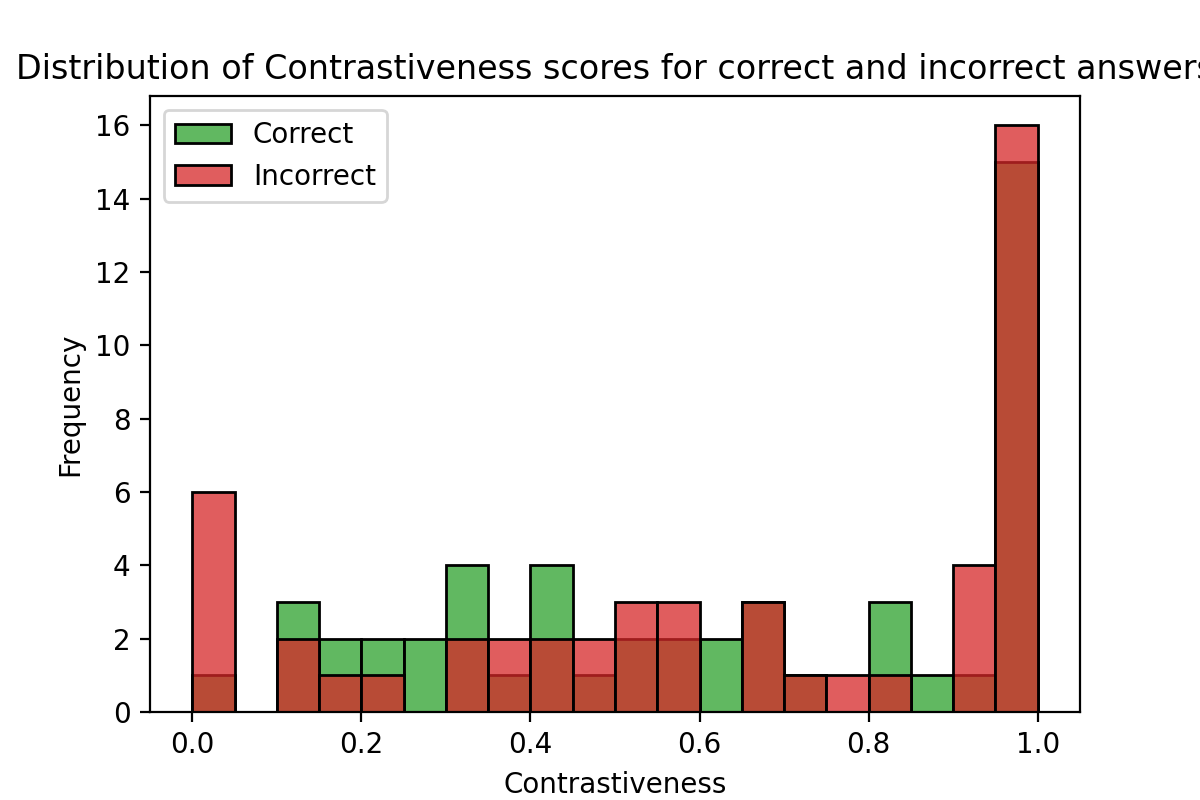 Distribution of Contrastiveness scores for correct and incorrect answers
Correct
Incorrect
16
14
12
10
8
6
4
2
0
Frequency
0.0 0.2 0.4 0.6 0.8 1.0
Contrastiveness